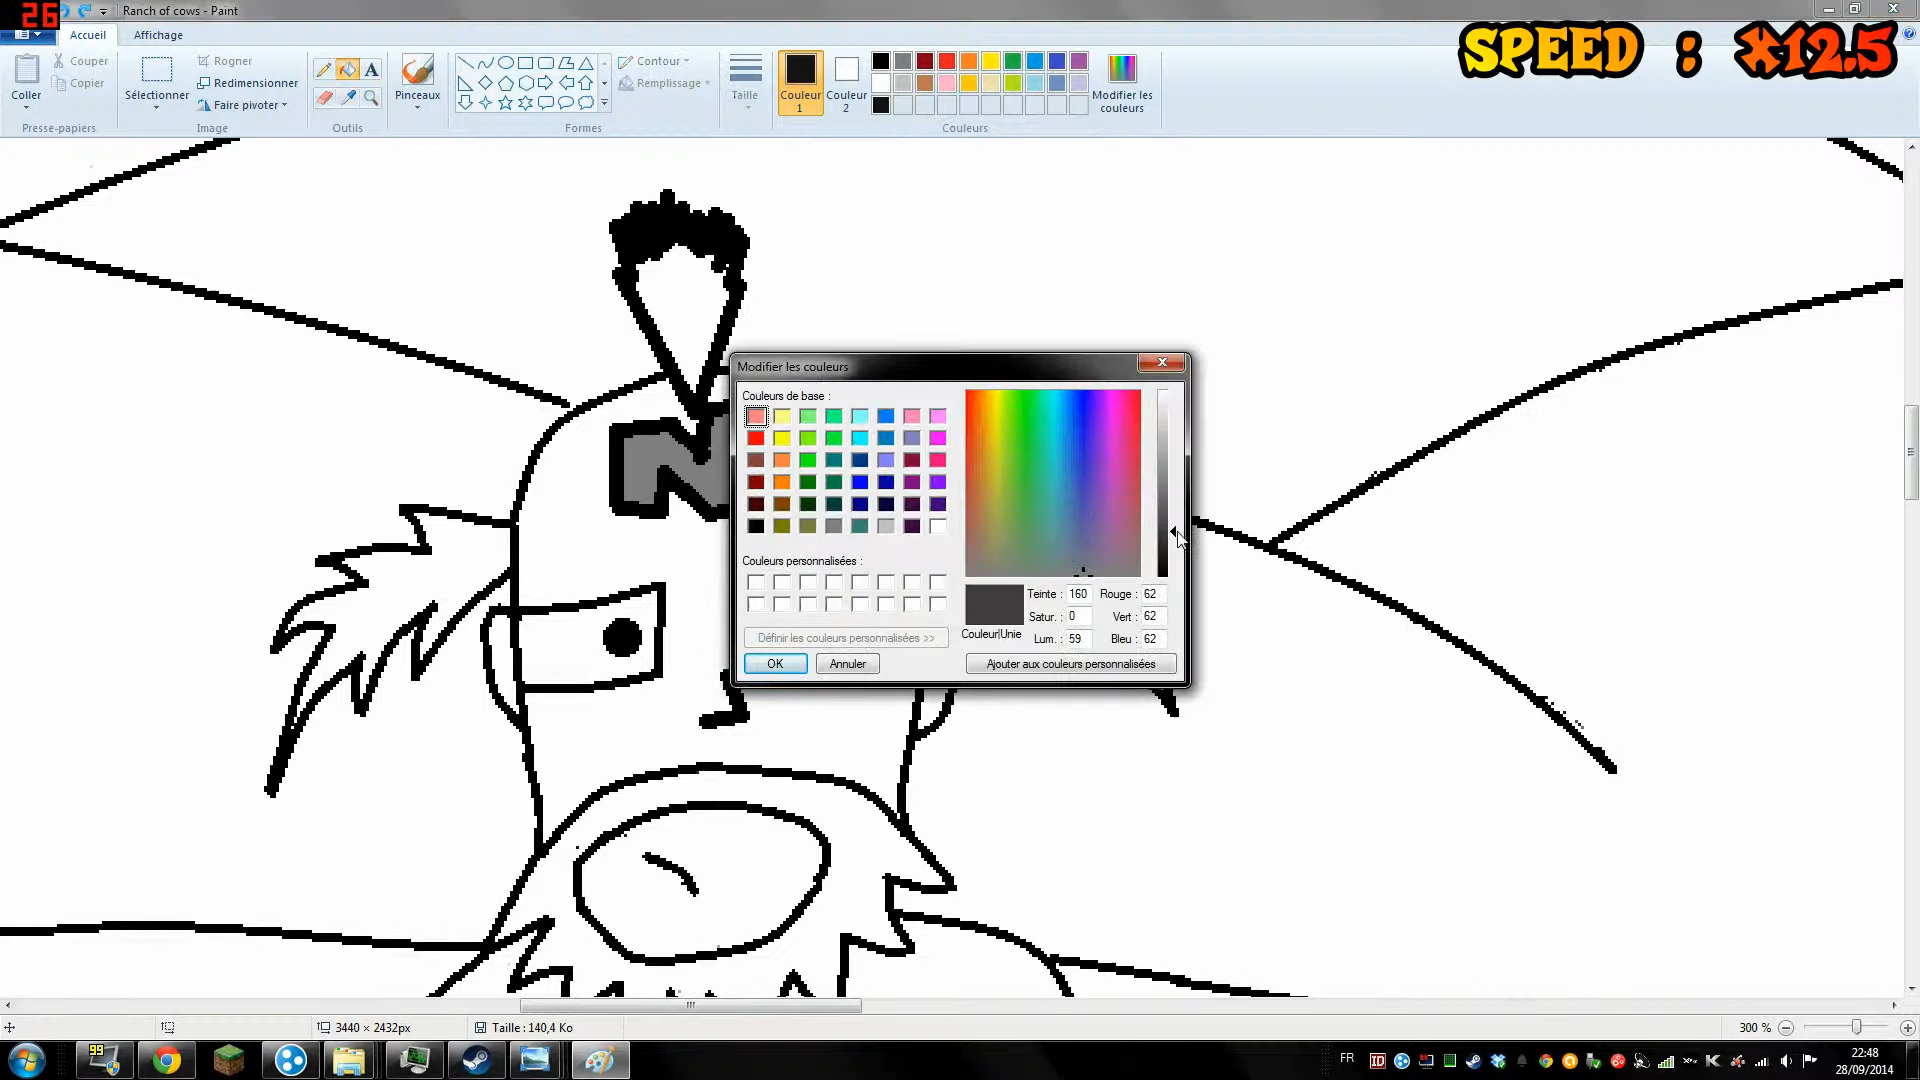 26
Ranch of cows - Paint
SPEED : *12.5
Accueil
Affichage
Coller
Couper
Copier
Presse-papiers
Sélectionner
Rogner
Redimensionner
Faire pivoter
Image
A
Outils
Pinceaux
Contour
Remplissage
Formes
Taille
Couleur
1
Couleur
2
Modifier les
couleurs
Couleurs
Modifier les couleurs
Couleurs de base :
Couleurs personnalisées :
Définir les couleurs personnalisées >>
OK
Annuler
Couleur|Unie
Teinte : 160
Satur. : 0
Lum. : 59
Rouge : 62
Vert : 62
Bleu : 62
Ajouter aux couleurs personnalisées
3440 × 2432px
Taille : 140,4 Ko
300 %
99
FR
22:48
28/09/2014